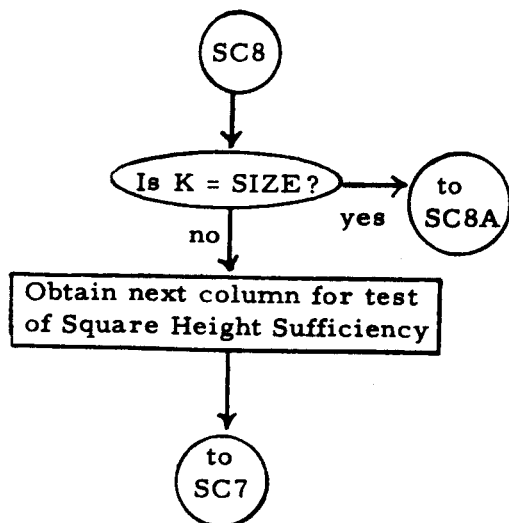 SC8
Is K = SIZE?
to
SC8A
yes
no
Obtain next column for test
of Square Height Sufficiency
to
SC7